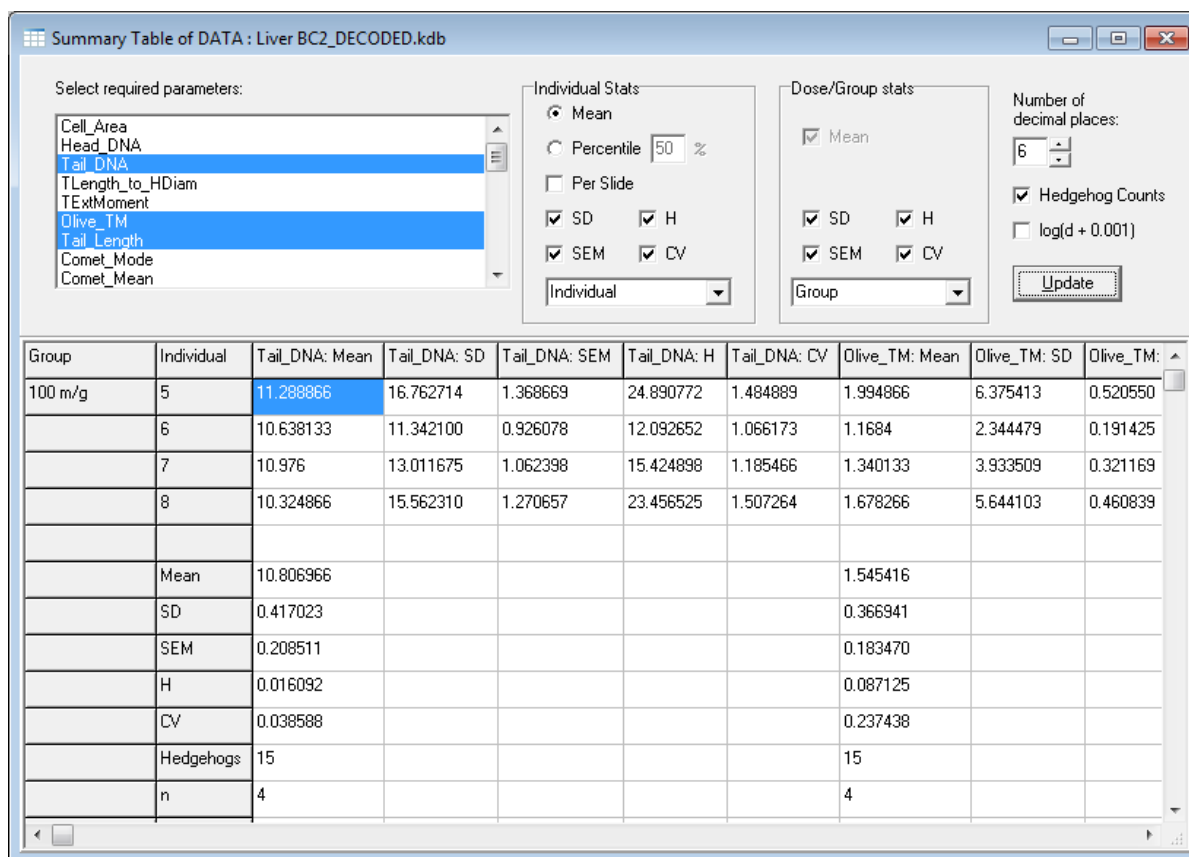 Summary Table of DATA : Liver BC2_DECODED.kdb
Select required parameters:
Cell_Area
Head_DNA
Tail_DNA
TLength_to_HDiam
TExtMoment
Olive_TM
Tail_Length
Comet_Mode
Comet_Mean
Individual Stats
Mean
Percentile 50 %
Per Slide
SD H
SEM CV
Individual
Dose/Group stats
Mean
SD H
SEM CV
Group
Number of
decimal places:
6
Hedgehog Counts
log(d + 0.001)
Update
Group Individual Tail_DNA: Mean Tail_DNA: SD Tail_DNA: SEM Tail_DNA: H Tail_DNA: CV Olive_TM: Mean Olive_TM: SD Olive_TM:
100 m/g 5 11.288866 16.762714 1.368669 24.890772 1.484889 1.994866 6.375413 0.520550
6 10.638133 11.342100 0.926078 12.092652 1.066173 1.1684 2.344479 0.191425
7 10.976 13.011675 1.062398 15.424898 1.185466 1.340133 3.933509 0.321169
8 10.324866 15.562310 1.270657 23.456525 1.507264 1.678266 5.644103 0.460839
Mean 10.806966 1.545416
SD 0.417023 0.366941
SEM 0.208511 0.183470
H 0.016092 0.087125
CV 0.038588 0.237438
Hedgehogs 15 15
n 4 4